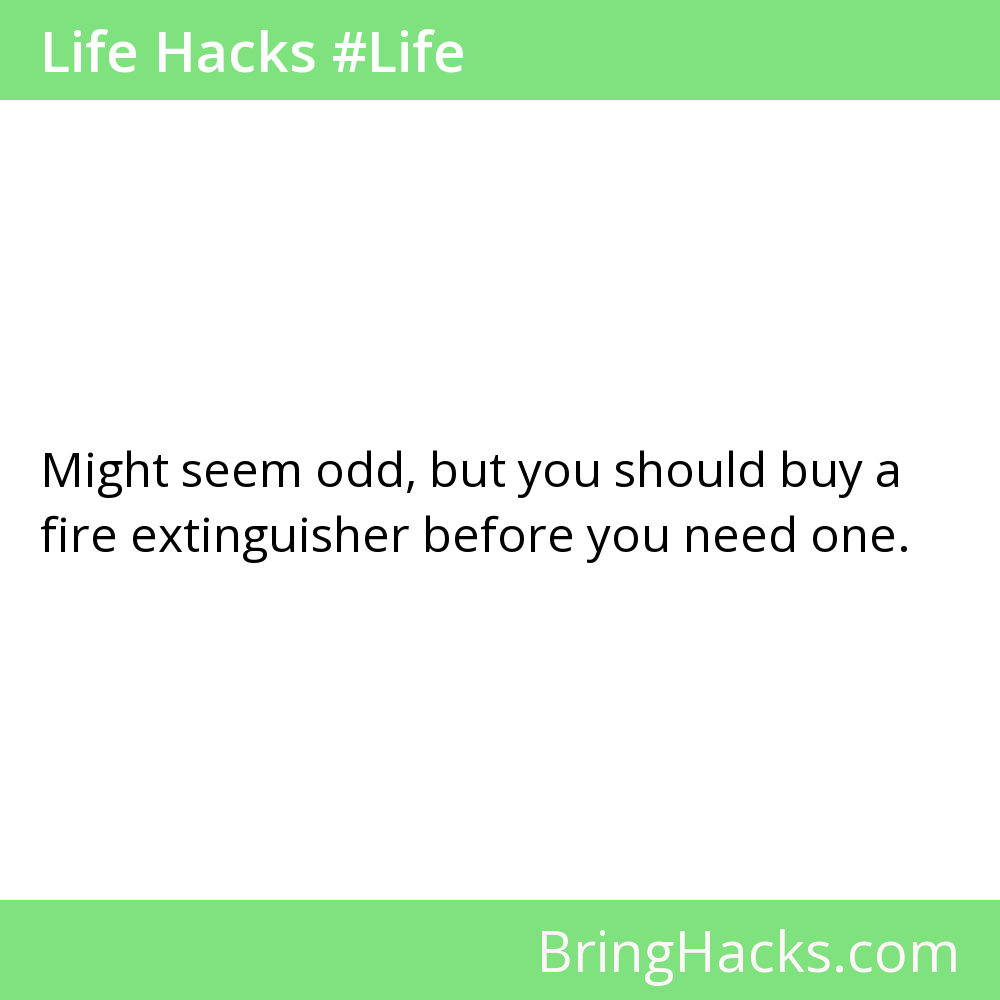 Life Hacks #Life
Might seem odd, but you should buy a
fire extinguisher before you need one.
BringHacks.com